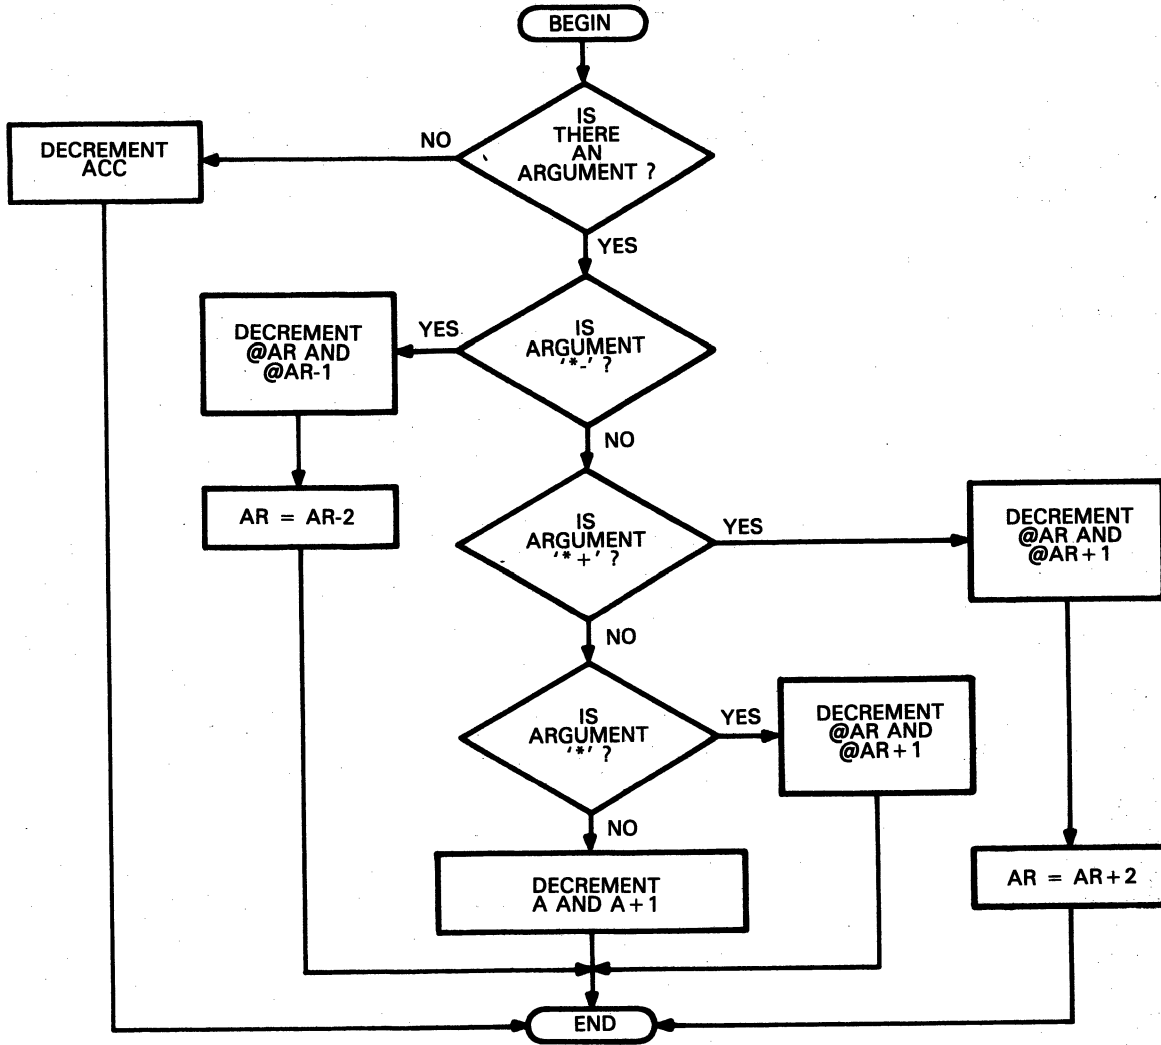 BEGIN
IS
THERE
AN
ARGUMENT ?
NO
DECREMENT
ACC
YES
IS
ARGUMENT
'*-' ?
YES
DECREMENT
@AR AND
@AR-1
NO
AR = AR-2
IS
ARGUMENT
'*+' ?
YES
DECREMENT
@AR AND
@AR+1
NO
IS
ARGUMENT
'*' ?
YES
DECREMENT
@AR AND
@AR+1
NO
DECREMENT
A AND A+1
AR = AR+2
END